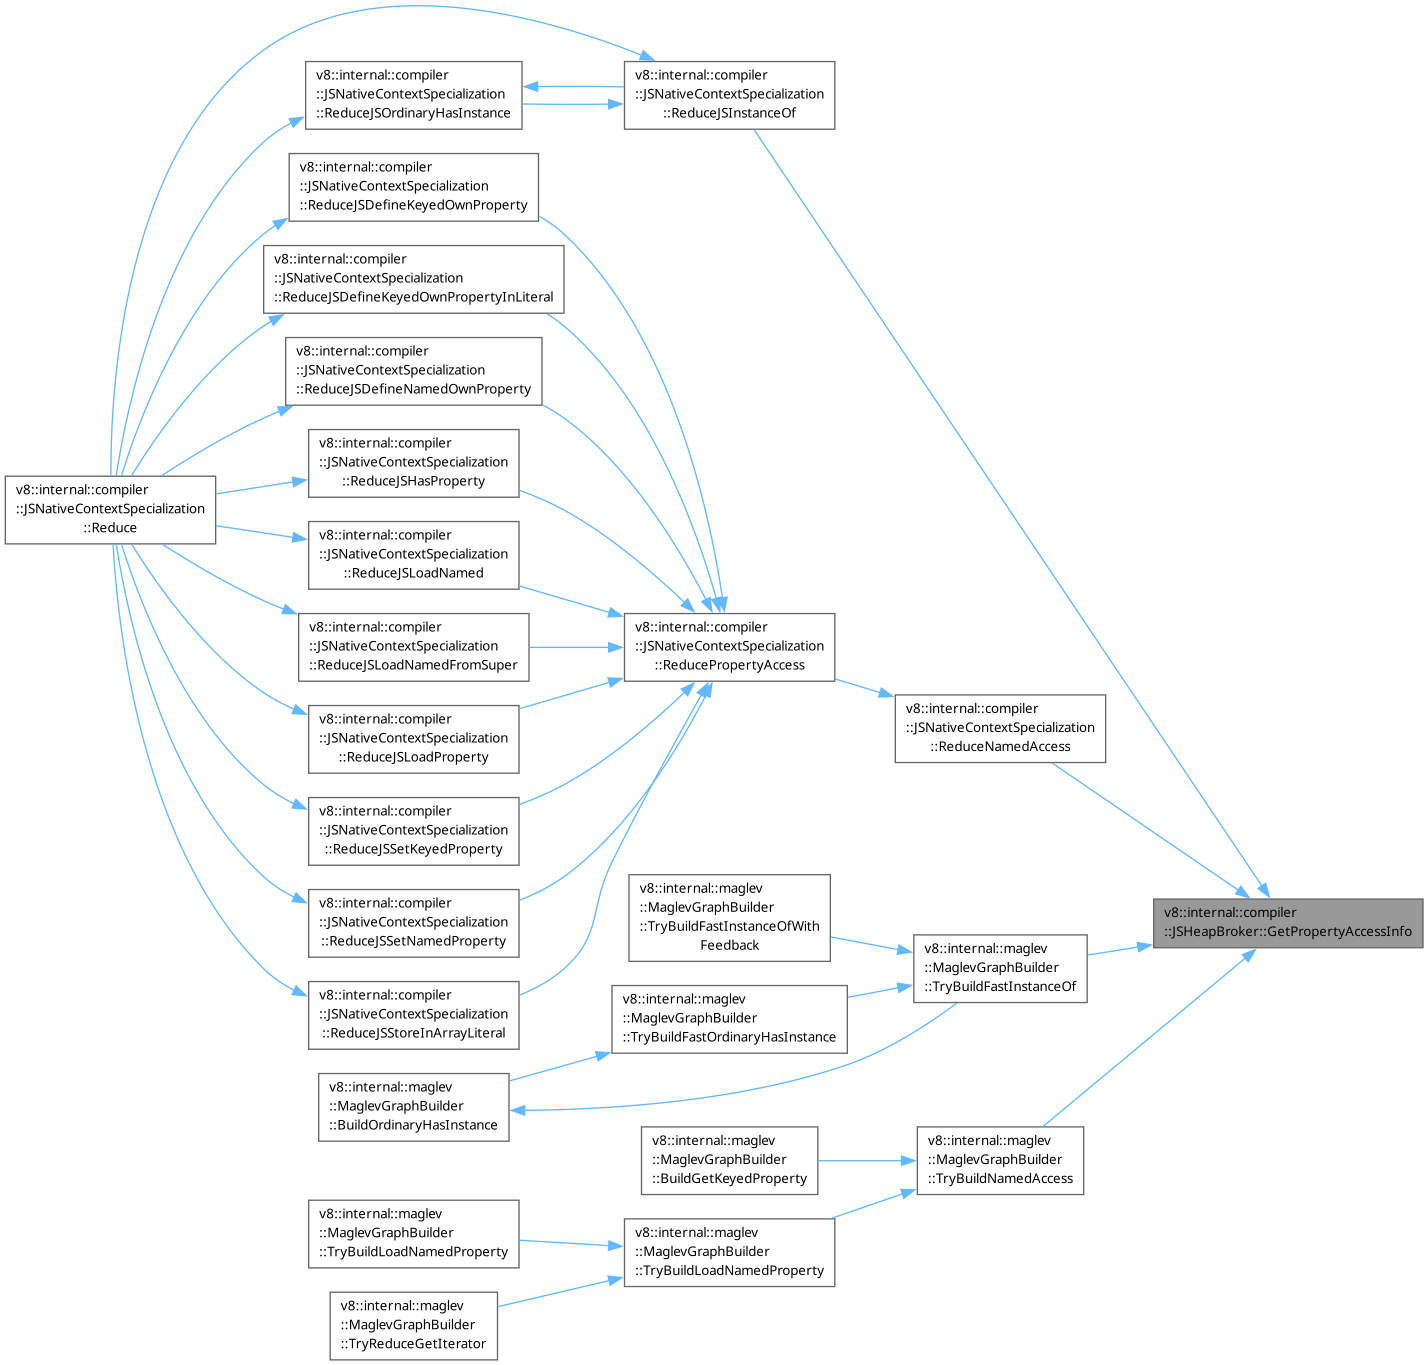 v8::internal::compiler
::JSNativeContextSpecialization
::ReduceJSOrdinaryHasInstance
v8::internal::compiler
::JSNativeContextSpecialization
::ReduceJSInstanceOf
v8::internal::compiler
::JSNativeContextSpecialization
::ReduceJSDefineKeyedOwnProperty
v8::internal::compiler
::JSNativeContextSpecialization
::ReduceJSDefineKeyedOwnPropertyInLiteral
v8::internal::compiler
::JSNativeContextSpecialization
::ReduceJSDefineNamedOwnProperty
v8::internal::compiler
::JSNativeContextSpecialization
::ReduceJSHasProperty
v8::internal::compiler
::JSNativeContextSpecialization
::Reduce
v8::internal::compiler
::JSNativeContextSpecialization
::ReduceJSLoadNamed
v8::internal::compiler
::JSNativeContextSpecialization
::ReduceJSLoadNamedFromSuper
v8::internal::compiler
::JSNativeContextSpecialization
::ReducePropertyAccess
v8::internal::compiler
::JSNativeContextSpecialization
::ReduceNamedAccess
v8::internal::compiler
::JSNativeContextSpecialization
::ReduceJSLoadProperty
v8::internal::compiler
::JSNativeContextSpecialization
::ReduceJSSetKeyedProperty
v8::internal::compiler
::JSNativeContextSpecialization
::ReduceJSSetNamedProperty
v8::internal::maglev
::MaglevGraphBuilder
::TryBuildFastInstanceOfWith
Feedback
v8::internal::compiler
::JSHeapBroker::GetPropertyAccessInfo
v8::internal::maglev
::MaglevGraphBuilder
::TryBuildFastInstanceOf
v8::internal::compiler
::JSNativeContextSpecialization
::ReduceJSStoreInArrayLiteral
v8::internal::maglev
::MaglevGraphBuilder
::TryBuildFastOrdinaryHasInstance
v8::internal::maglev
::MaglevGraphBuilder
::BuildOrdinaryHasInstance
v8::internal::maglev
::MaglevGraphBuilder
::BuildGetKeyedProperty
v8::internal::maglev
::MaglevGraphBuilder
::TryBuildNamedAccess
v8::internal::maglev
::MaglevGraphBuilder
::TryBuildLoadNamedProperty
v8::internal::maglev
::MaglevGraphBuilder
::TryBuildLoadNamedProperty
v8::internal::maglev
::MaglevGraphBuilder
::TryReduceGetIterator